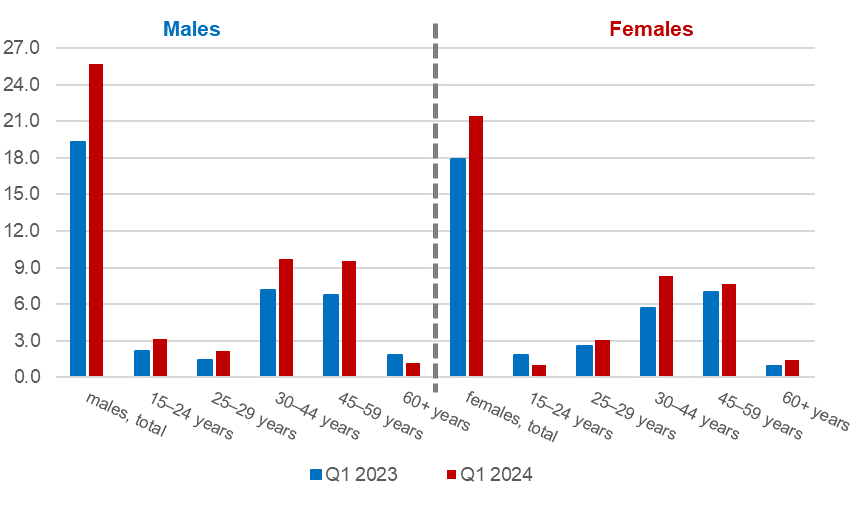 Males Females
27.0
24.0
21.0
18.0
15.0
12.0
9.0
6.0
3.0
0.0
males, total
15–24 years
25–29 years
30–44 years
45–59 years
60+ years
females, total
15–24 years
25–29 years
30–44 years
45–59 years
60+ years
Q1 2023 Q1 2024